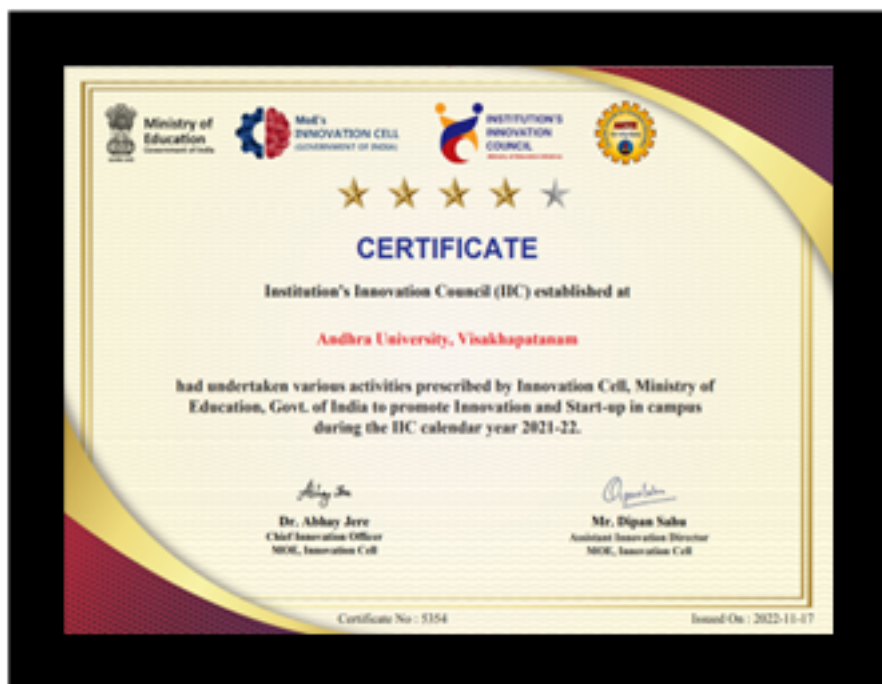 Ministry of
Education
Government of India
MoE's
INNOVATION CELL
(GOVERNMENT OF INDIA)
INSTITUTION'S
INNOVATION
COUNCIL
CERTIFICATE
Institution's Innovation Council (IIC) established at
Andhra University, Visakhapatanam
had undertaken various activities prescribed by Innovation Cell, Ministry of
Education, Govt. of India to promote Innovation and Start-up in campus
during the IIC calendar year 2021-22.
Dr. Abhay Jere
Chief Innovation Officer
MOE, Innovation Cell
Mr. Dipan Sahu
Assistant Innovation Director
MOE, Innovation Cell
Certificate No : 5354
Issued On : 2022-11-17